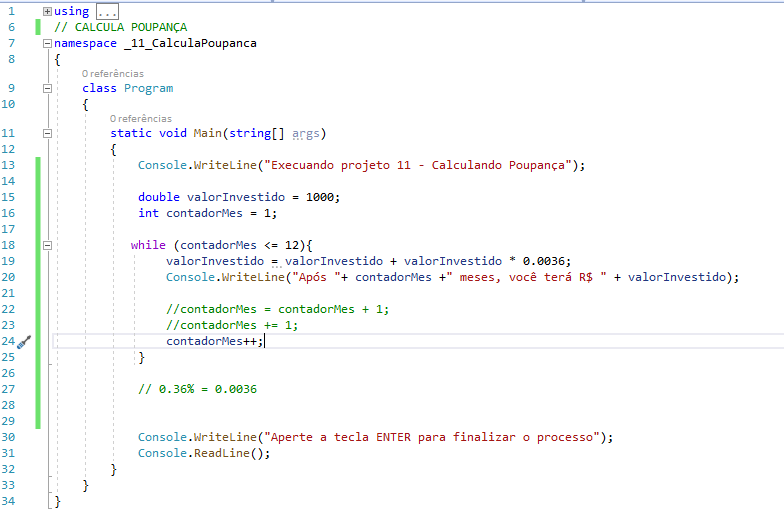 1 using ...
6 // CALCULA POUPANÇA
7 namespace _11_CalculaPoupanca
8 {
0 referências
9 class Program
10 {
0 referências
11 static void Main(string[] args)
12 {
13 Console.WriteLine("Execuando projeto 11 - Calculando Poupança");
14
15 double valorInvestido = 1000;
16 int contadorMes = 1;
17
18 while (contadorMes <= 12){
19 valorInvestido = valorInvestido + valorInvestido * 0.0036;
20 Console.WriteLine("Após "+ contadorMes +" meses, você terá R$ " + valorInvestido);
21
22 //contadorMes = contadorMes + 1;
23 //contadorMes += 1;
24 contadorMes++;
25 }
26
27 // 0.36% = 0.0036
28
29
30 Console.WriteLine("Aperte a tecla ENTER para finalizar o processo");
31 Console.ReadLine();
32 }
33 }
34 }